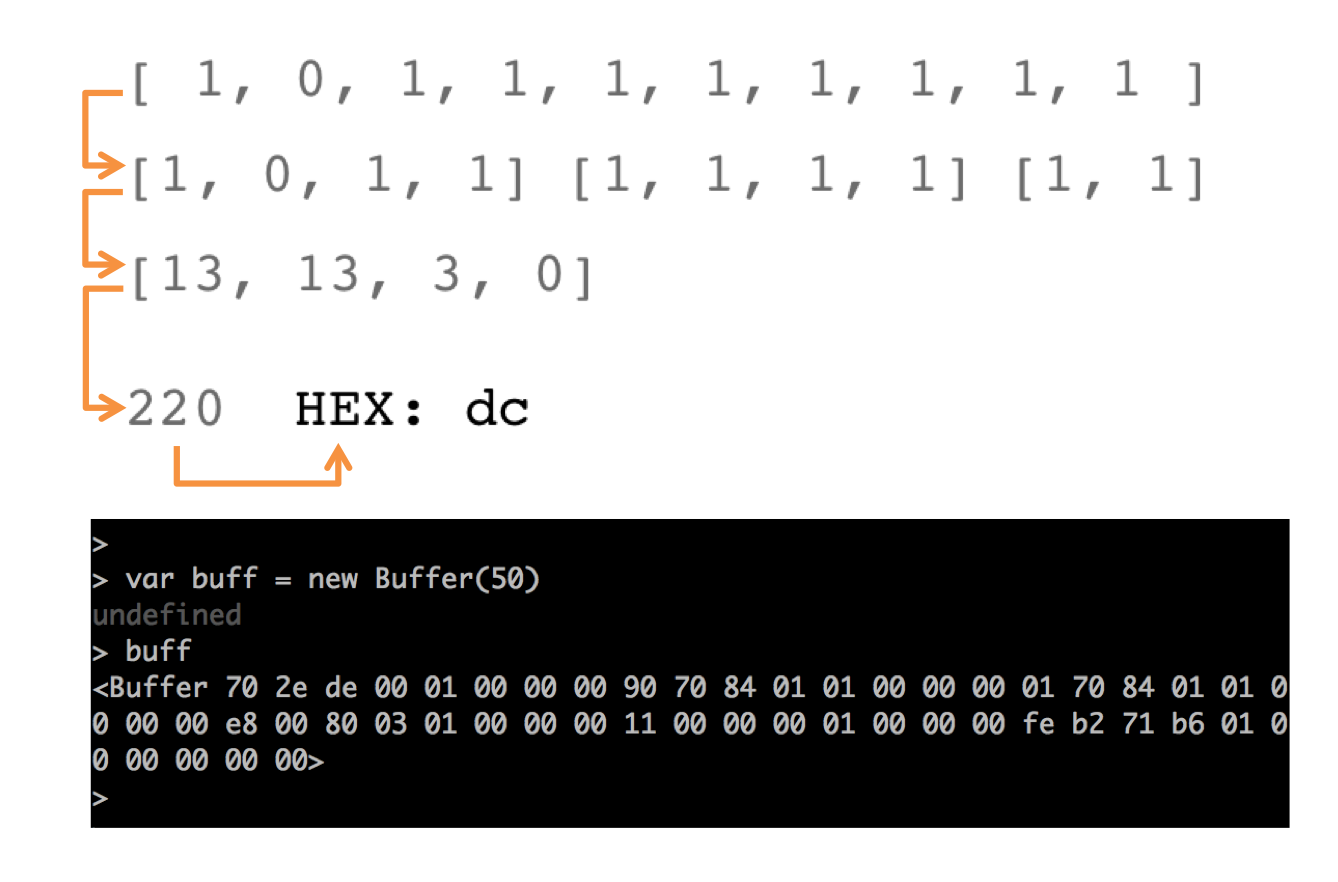 [ 1, 0, 1, 1, 1, 1, 1, 1, 1, 1 ]
[1, 0, 1, 1] [1, 1, 1, 1] [1, 1]
[13, 13, 3, 0]
220 HEX: dc
>
> var buff = new Buffer(50)
undefined
> buff
<Buffer 70 2e de 00 01 00 00 00 90 70 84 01 01 00 00 00 01 70 84 01 01 0
0 00 00 e8 00 80 03 01 00 00 00 11 00 00 00 01 00 00 00 fe b2 71 b6 01 0
0 00 00 00 00>
>